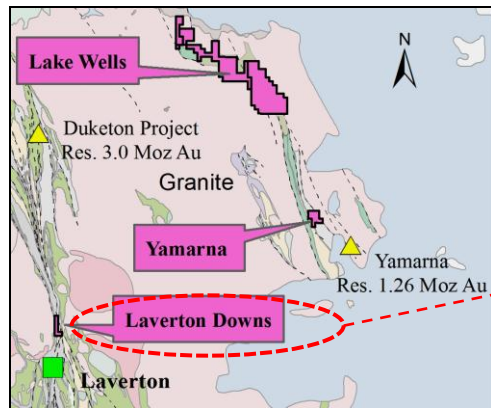 N
Lake Wells
Duketon Project
Res. 3.0 Moz Au
Granite
Yamarna
Yamarna
Res. 1.26 Moz Au
Laverton Downs
Laverton